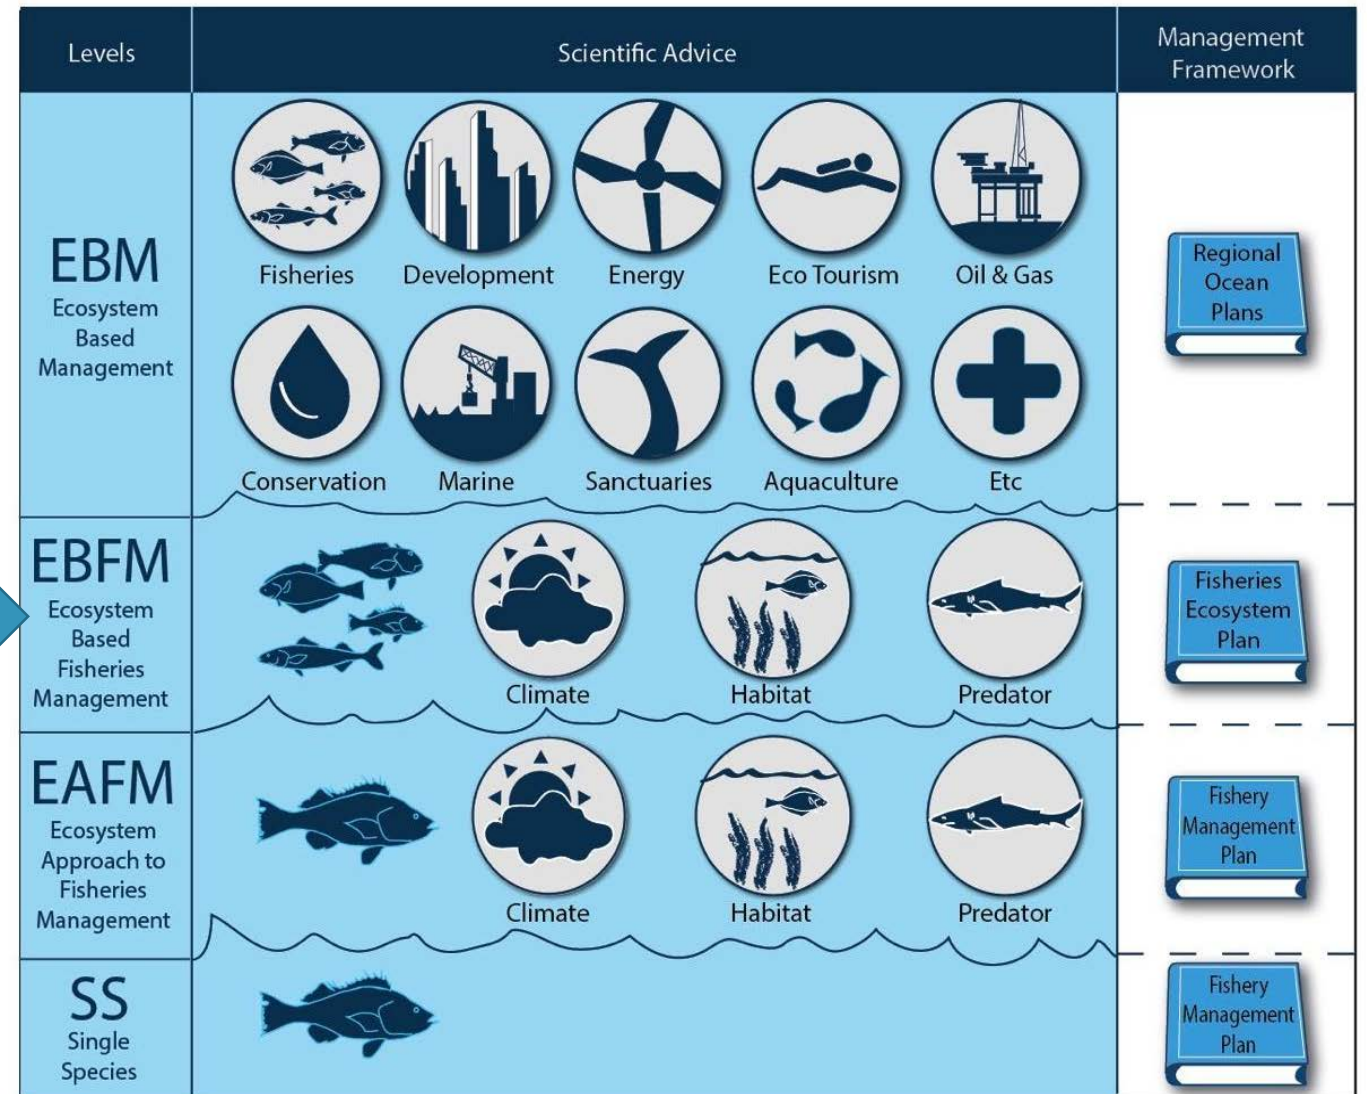 Levels
Scientific Advice
Management
Framework
EBM
Ecosystem
Based
Management
Fisheries
Development
Energy
Eco Tourism
Oil & Gas
Conservation
Marine
Sanctuaries
Aquaculture
Etc
Regional
Ocean
Plans
EBFM
Ecosystem
Based
Fisheries
Management
Climate
Habitat
Predator
Fisheries
Ecosystem
Plan
EAFM
Ecosystem
Approach to
Fisheries
Management
Climate
Habitat
Predator
Fishery
Management
Plan
SS
Single
Species
Fishery
Management
Plan